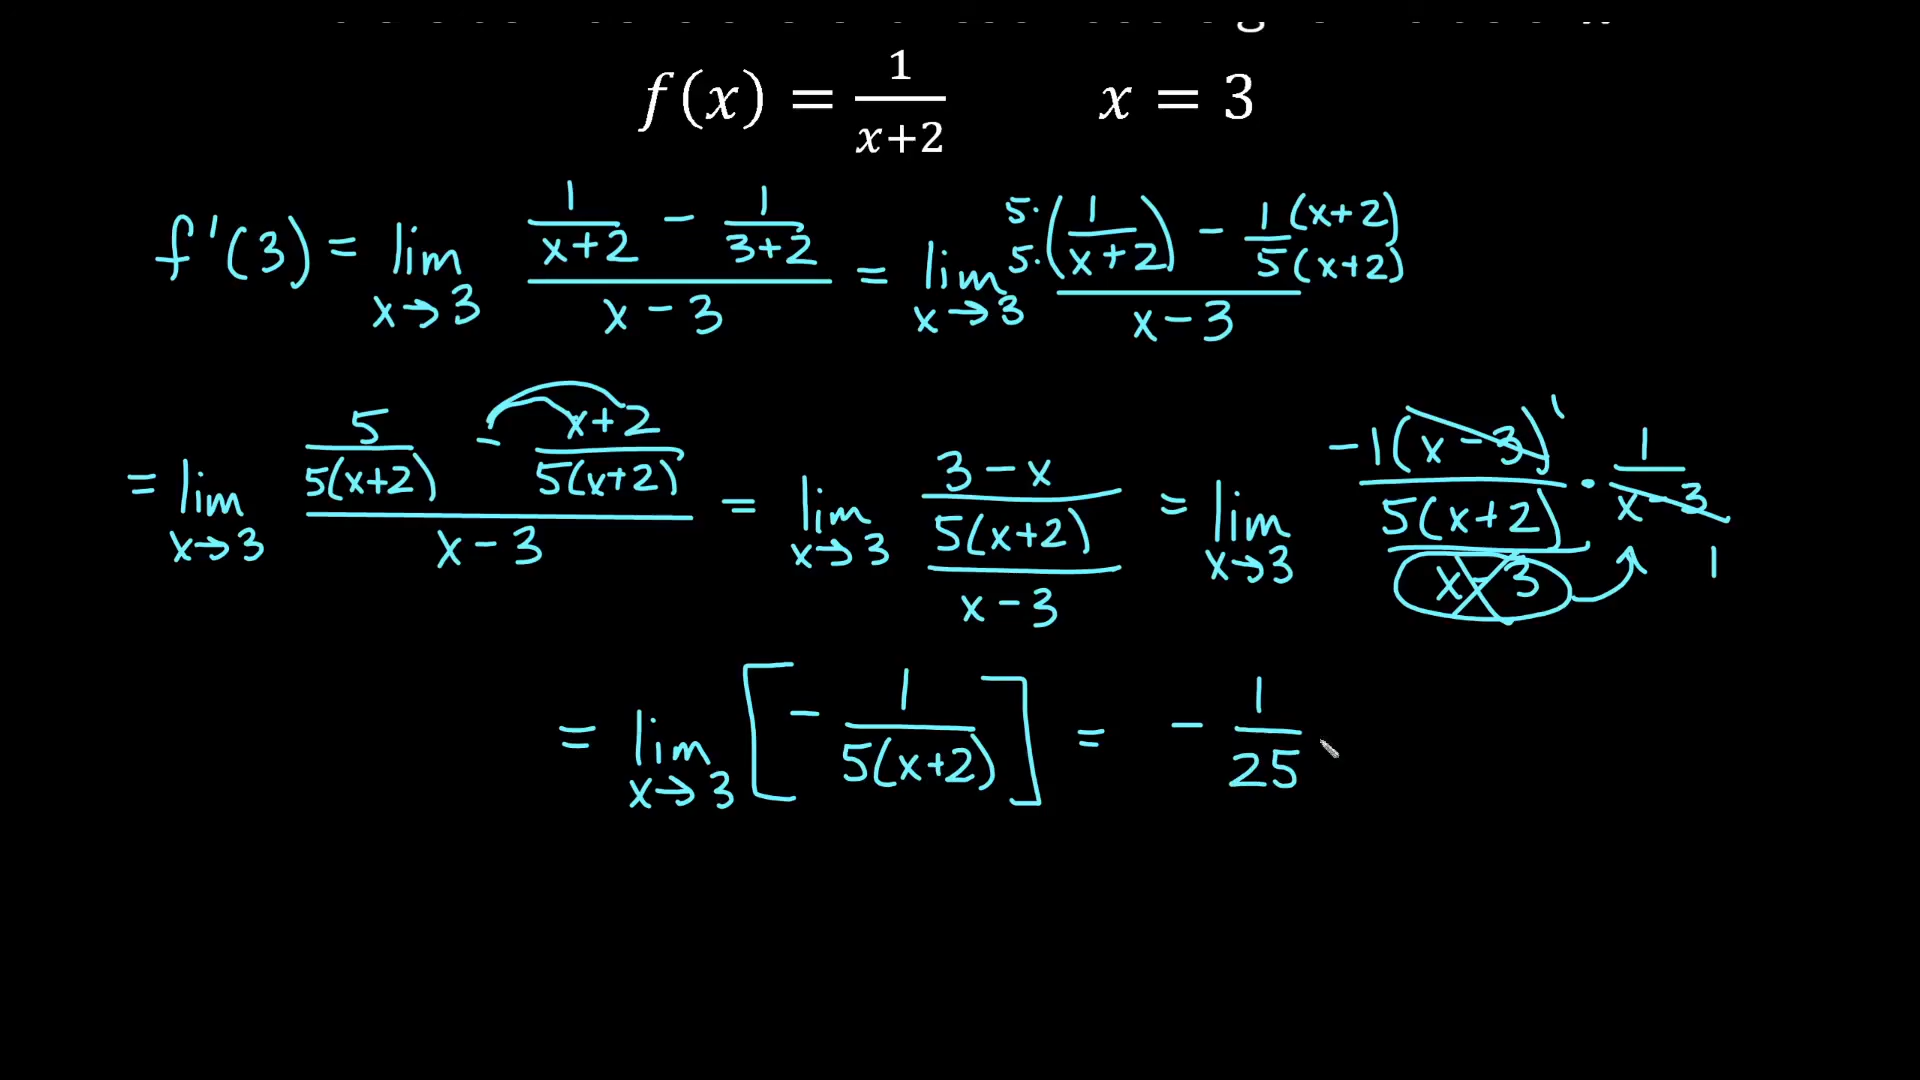 f(x) = 1/(x+2)    x = 3
f'(3) = lim x→3 (1/(x+2) - 1/(3+2))/(x-3) = lim x→3 (5·/5· (1/(x+2)) - 1/5 (x+2)/(x+2))/(x-3)
= lim x→3 (5/(5(x+2)) - (x+2)/(5(x+2)))/(x-3) = lim x→3 ((3-x)/(5(x+2)))/(x-3) = lim x→3 (-1(x-3)/(5(x+2)))/(x-3) · 1/(x-3) 1 1
= lim x→3 [-1/(5(x+2))] = -1/25